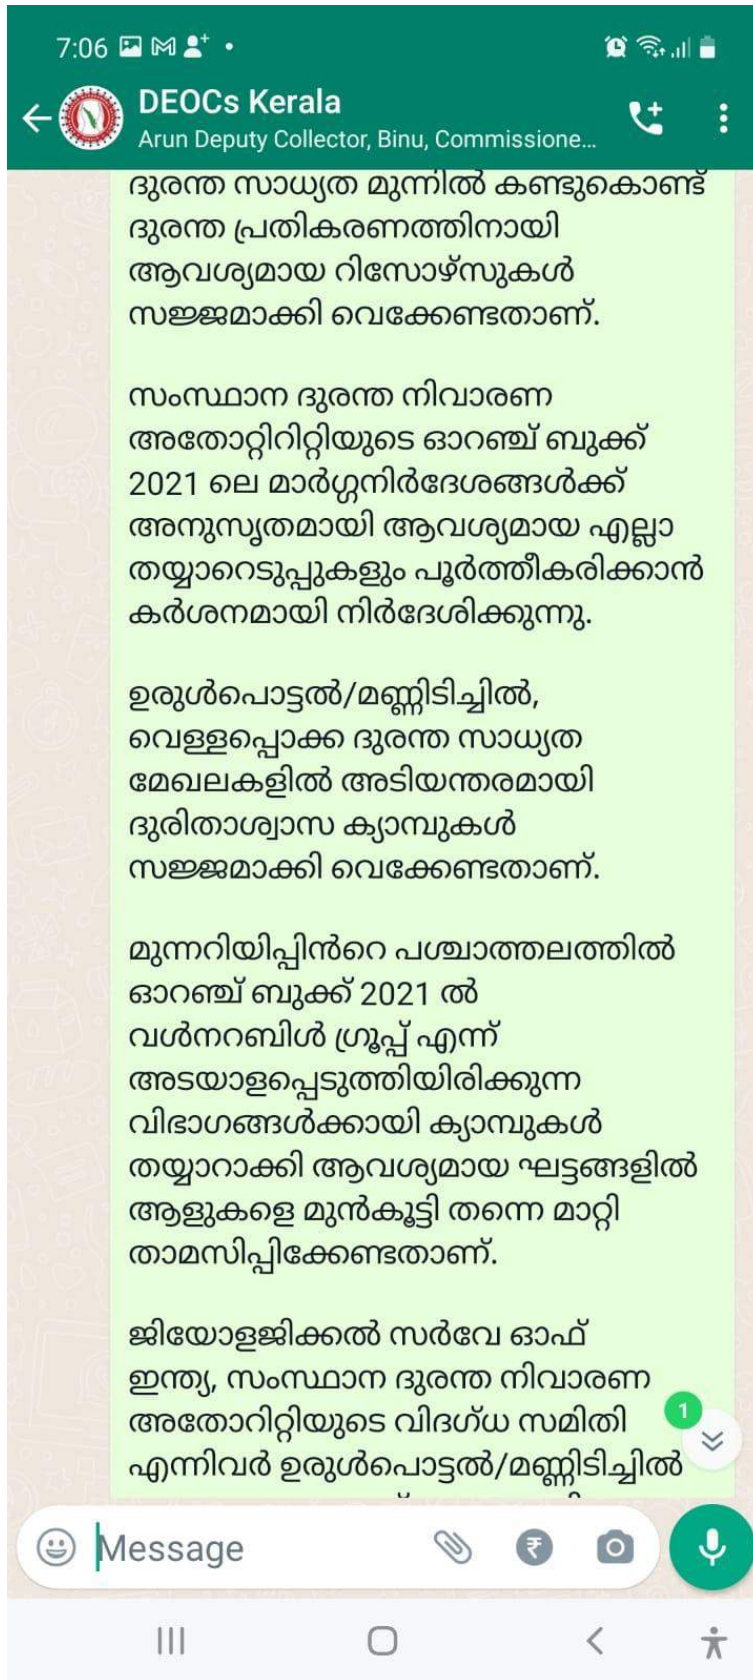 7:06
DEOCs Kerala
Arun Deputy Collector, Binu, Commissione...
ദുരന്ത സാധ്യത മുന്നിൽ കണ്ടുകൊണ്ട്
ദുരന്ത പ്രതികരണത്തിനായി
ആവശ്യമായ റിസോഴ്സുകൾ
സജ്ജമാക്കി വെക്കേണ്ടതാണ്.
സംസ്ഥാന ദുരന്ത നിവാരണ
അതോറ്റിറിറ്റിയുടെ ഓറഞ്ച് ബുക്ക്
2021 ലെ മാർഗ്ഗനിർദേശങ്ങൾക്ക്
അനുസൃതമായി ആവശ്യമായ എല്ലാ
തയ്യാറെടുപ്പുകളും പൂർത്തീകരിക്കാൻ
കർശനമായി നിർദേശിക്കുന്നു.
ഉരുൾപൊട്ടൽ/മണ്ണിടിച്ചിൽ,
വെള്ളപ്പൊക്ക ദുരന്ത സാധ്യത
മേഖലകളിൽ അടിയന്തരമായി
ദുരിതാശ്വാസ ക്യാമ്പുകൾ
സജ്ജമാക്കി വെക്കേണ്ടതാണ്.
മുന്നറിയിപ്പിൻറെ പശ്ചാത്തലത്തിൽ
ഓറഞ്ച് ബുക്ക് 2021 ൽ
വൾനറബിൾ ഗ്രൂപ്പ് എന്ന്
അടയാളപ്പെടുത്തിയിരിക്കുന്ന
വിഭാഗങ്ങൾക്കായി ക്യാമ്പുകൾ
തയ്യാറാക്കി ആവശ്യമായ ഘട്ടങ്ങളിൽ
ആളുകളെ മുൻകൂട്ടി തന്നെ മാറ്റി
താമസിപ്പിക്കേണ്ടതാണ്.
ജിയോളജിക്കൽ സർവേ ഓഫ്
ഇന്ത്യ, സംസ്ഥാന ദുരന്ത നിവാരണ
അതോറിറ്റിയുടെ വിദഗ്ധ സമിതി
1
എന്നിവർ ഉരുൾപൊട്ടൽ/മണ്ണിടിച്ചിൽ
Message